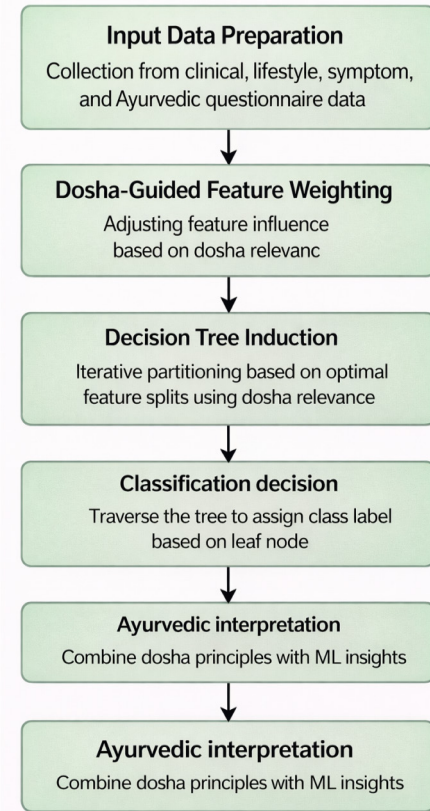 Input Data Preparation
Collection from clinical, lifestyle, symptom,
and Ayurvedic questionnaire data
Dosha-Guided Feature Weighting
Adjusting feature influence
based on dosha relevanc
Decision Tree Induction
Iterative partitioning based on optimal
feature splits using dosha relevance
Classification decision
Traverse the tree to assign class label
based on leaf node
Ayurvedic interpretation
Combine dosha principles with ML insights
Ayurvedic interpretation
Combine dosha principles with ML insights